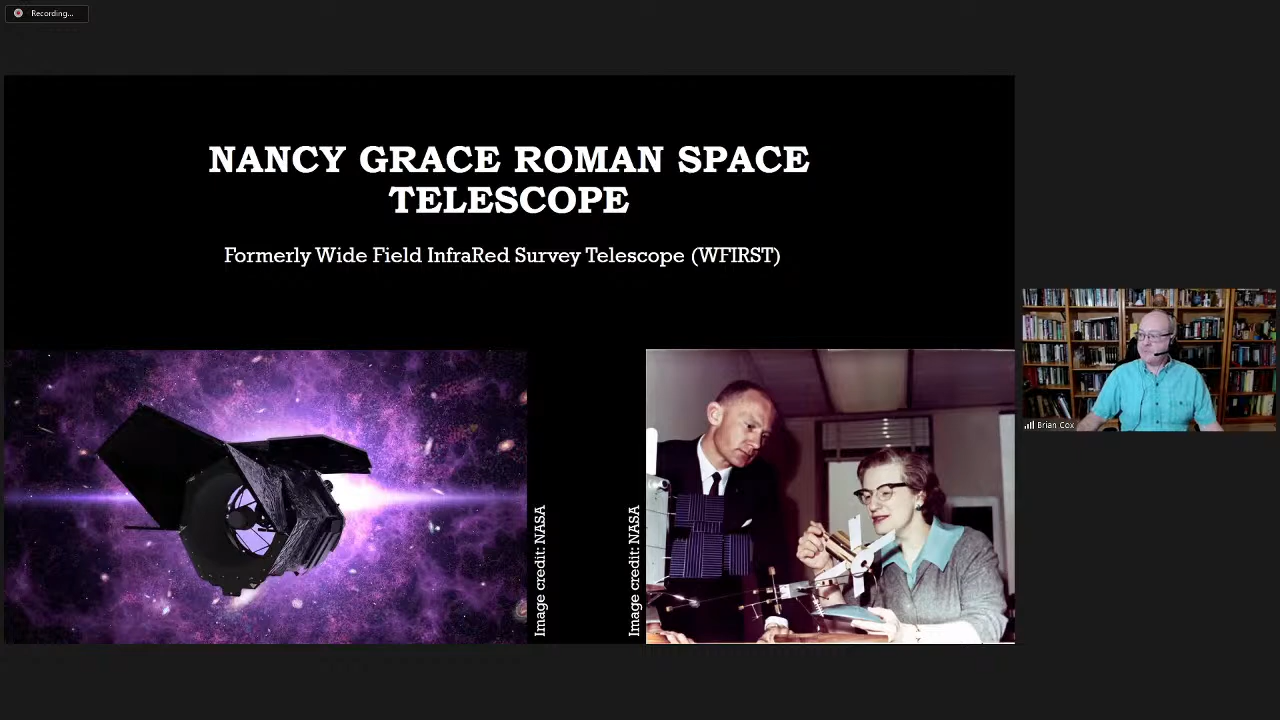 Recording...
NANCY GRACE ROMAN SPACE
TELESCOPE
Formerly Wide Field InfraRed Survey Telescope (WFIRST)
Image credit: NASA
Image credit: NASA
Brian Cox